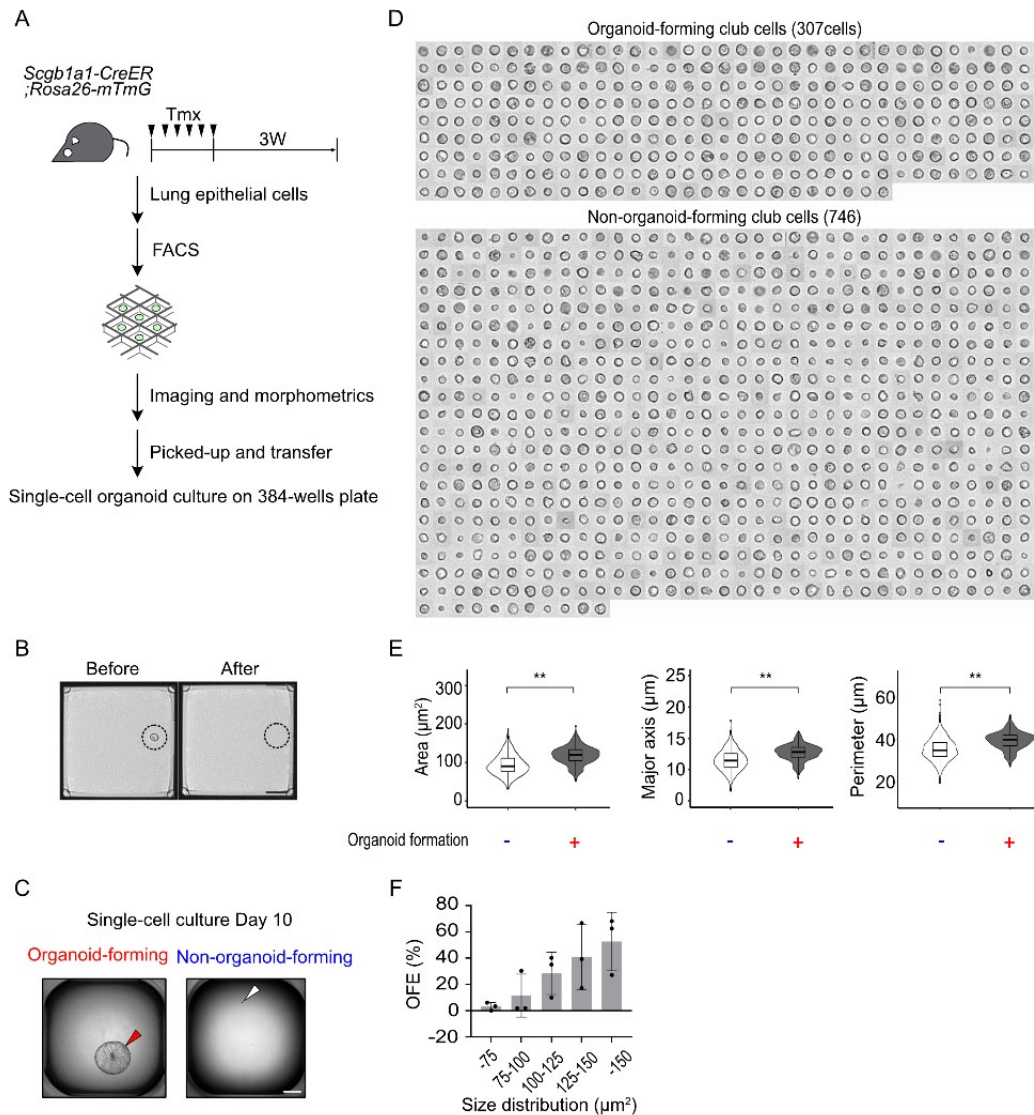 A
Scgb1a1-CreER
;Rosa26-mTmG
Tmx
3W
Lung epithelial cells
FACS
Imaging and morphometrics
Picked-up and transfer
Single-cell organoid culture on 384-wells plate
B
Before
After
C
Single-cell culture Day 10
Organoid-forming
Non-organoid-forming
D
Organoid-forming club cells (307cells)
Non-organoid-forming club cells (746)
E
Area (µm²)
300
200
100
0
**
Major axis (µm)
25
20
15
10
5
0
**
Perimeter (µm)
60
40
20
**
Organoid formation
- +
- +
- +
F
OFE (%)
80
60
40
20
0
-20
-75
75-100
100-125
125-150
-150
Size distribution (µm²)